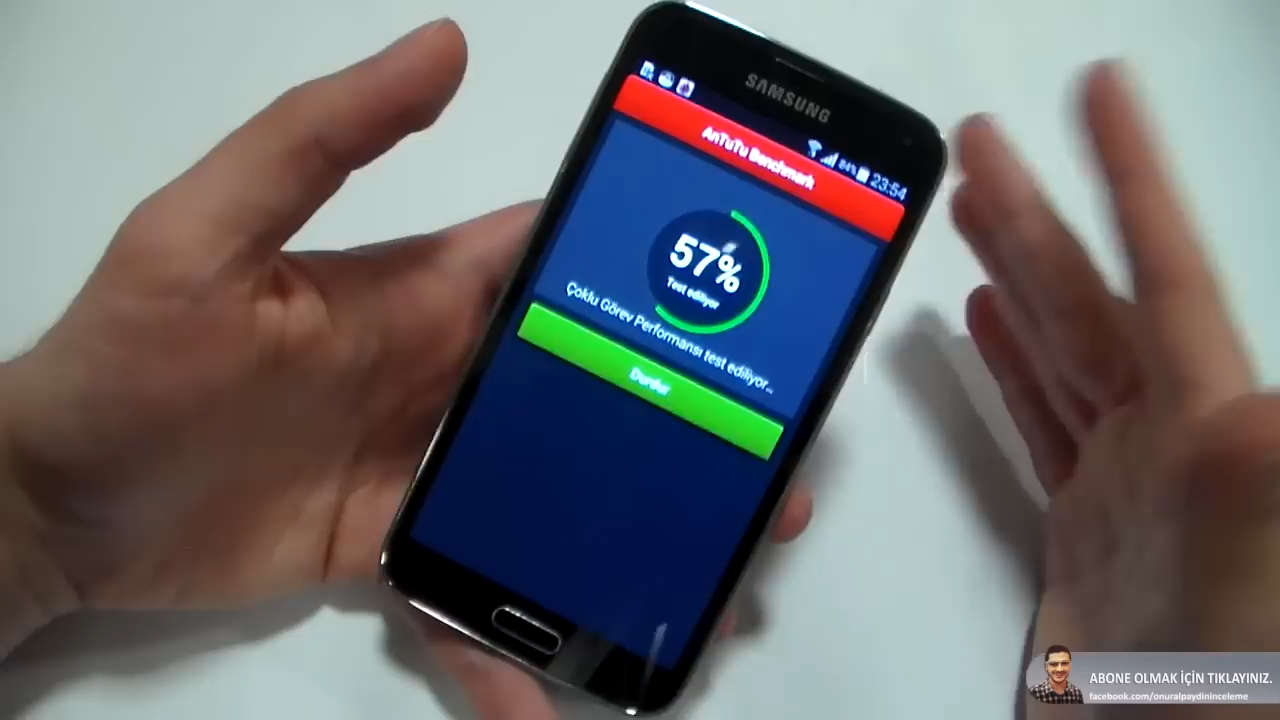 SAMSUNG
84% 23:54
AnTuTu Benchmark
57%
Test ediliyor
Çoklu Görev Performansı test ediliyor...
Durdur
ABONE OLMAK İÇİN TIKLAYINIZ.
facebook.com/onuralpaydininceleme